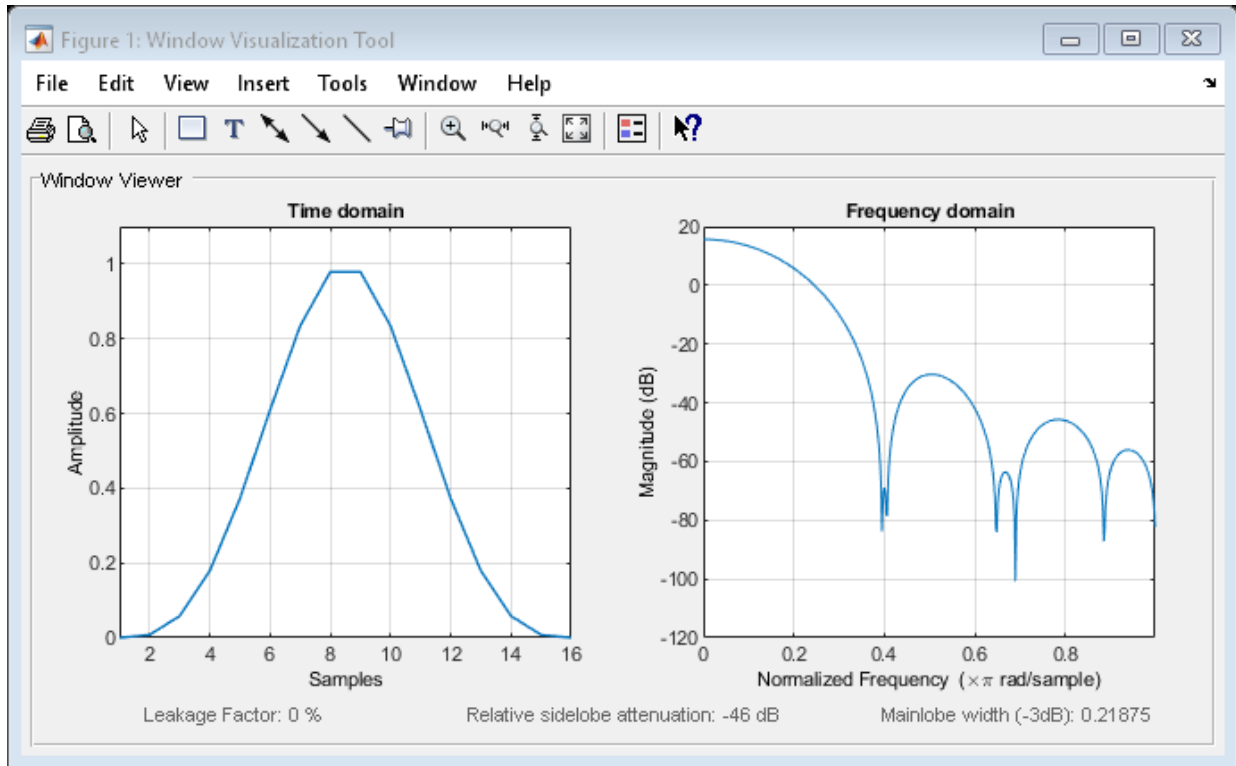 Figure 1: Window Visualization Tool
File Edit View Insert Tools Window Help
T
?
Window Viewer
Time domain
1
0.8
0.6
0.4
0.2
0
Amplitude
2 4 6 8 10 12 14 16
Samples
Frequency domain
20
0
-20
-40
-60
-80
-100
-120
Magnitude (dB)
0 0.2 0.4 0.6 0.8
Normalized Frequency (×π rad/sample)
Leakage Factor: 0 % Relative sidelobe attenuation: -46 dB Mainlobe width (-3dB): 0.21875